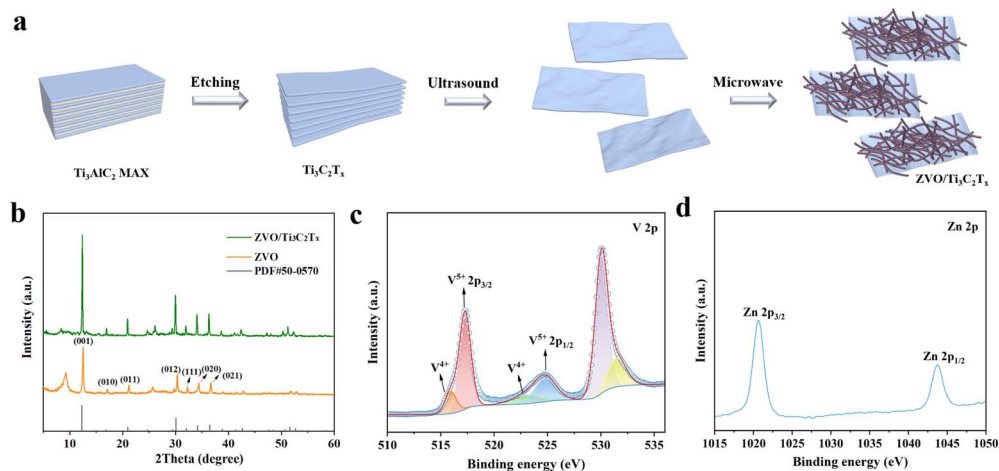 a
Etching
Ultrasound
Microwave
Ti₃AlC₂ MAX
Ti₃C₂Tₓ
ZVO/Ti₃C₂Tₓ
b
ZVO/Ti₃C₂Tₓ
ZVO
PDF#50-0570
(001)
(010)
(011)
(012)
(111)
(020)
(021)
Intensity (a.u.)
10 20 30 40 50 60
2Theta (degree)
c
V 2p
V⁵⁺ 2p₃/₂
V⁴⁺
V⁴⁺
V⁵⁺ 2p₁/₂
Intensity (a.u.)
510 515 520 525 530 535
Binding energy (eV)
d
Zn 2p
Zn 2p₃/₂
Zn 2p₁/₂
Intensity (a.u.)
1015 1020 1025 1030 1035 1040 1045 1050
Binding energy (eV)